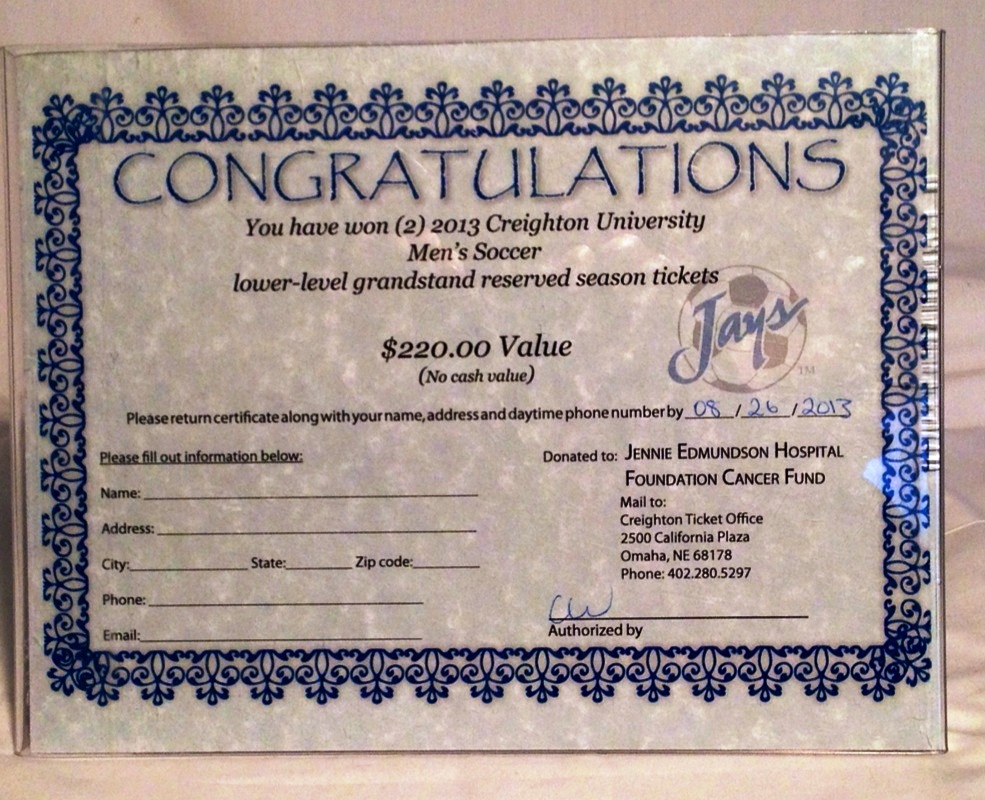 CONGRATULATIONS
You have won (2) 2013 Creighton University
Men's Soccer
lower-level grandstand reserved season tickets
Jays
TM
$220.00 Value
(No cash value)
Please return certificate along with your name, address and daytime phone number by 08 / 26 / 2013
Please fill out information below:
Name:
Address:
City: State: Zip code:
Phone:
Email:
Donated to: JENNIE EDMUNDSON HOSPITAL
FOUNDATION CANCER FUND
Mail to:
Creighton Ticket Office
2500 California Plaza
Omaha, NE 68178
Phone: 402.280.5297
CW
Authorized by